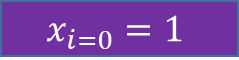 x_{i=0} = 1